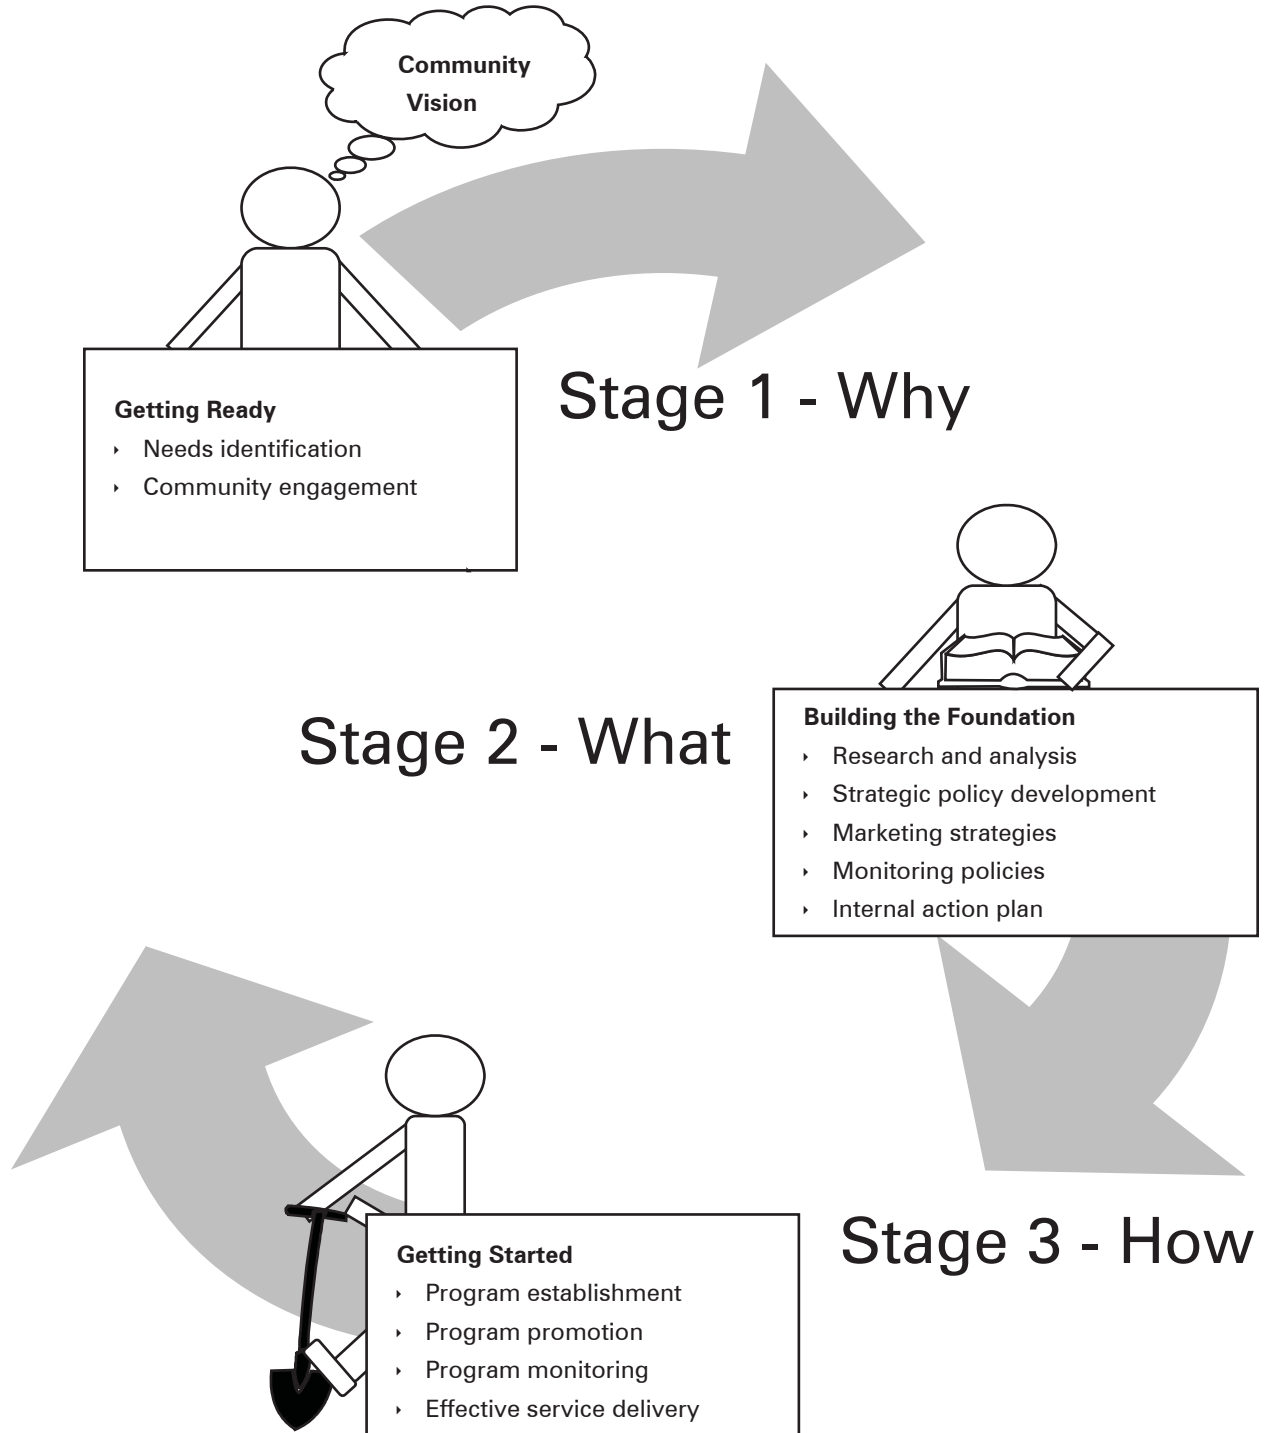 Community
Vision
Getting Ready
‣ Needs identification
‣ Community engagement
Stage 1 - Why
Stage 2 - What
Building the Foundation
‣ Research and analysis
‣ Strategic policy development
‣ Marketing strategies
‣ Monitoring policies
‣ Internal action plan
Stage 3 - How
Getting Started
‣ Program establishment
‣ Program promotion
‣ Program monitoring
‣ Effective service delivery